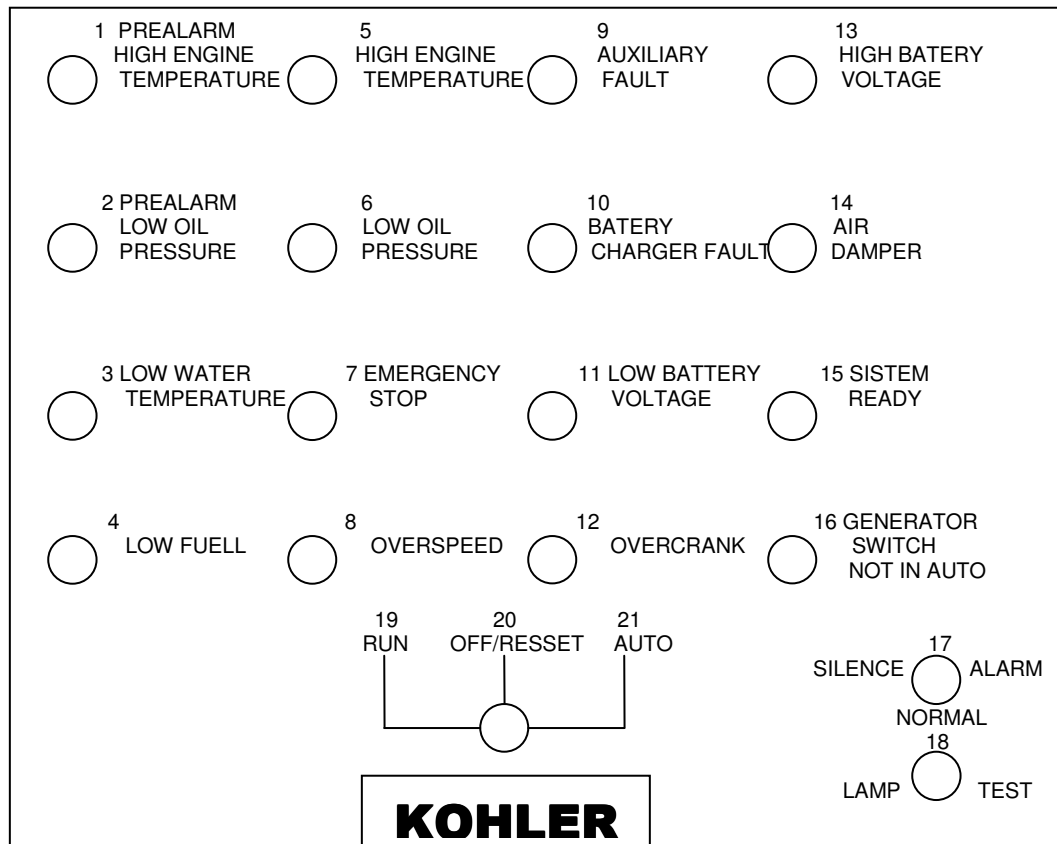 1 PREALARM
HIGH ENGINE
TEMPERATURE
5
HIGH ENGINE
TEMPERATURE
9
AUXILIARY
FAULT
13
HIGH BATERY
VOLTAGE
2 PREALARM
LOW OIL
PRESSURE
6
LOW OIL
PRESSURE
10
BATERY
CHARGER FAULT
14
AIR
DAMPER
3 LOW WATER
TEMPERATURE
7 EMERGENCY
STOP
11 LOW BATTERY
VOLTAGE
15 SISTEM
READY
4
LOW FUELL
8
OVERSPEED
12
OVERCRANK
16 GENERATOR
SWITCH
NOT IN AUTO
19
RUN
20
OFF/RESSET
21
AUTO
17
SILENCE ALARM
NORMAL
18
LAMP TEST
KOHLER